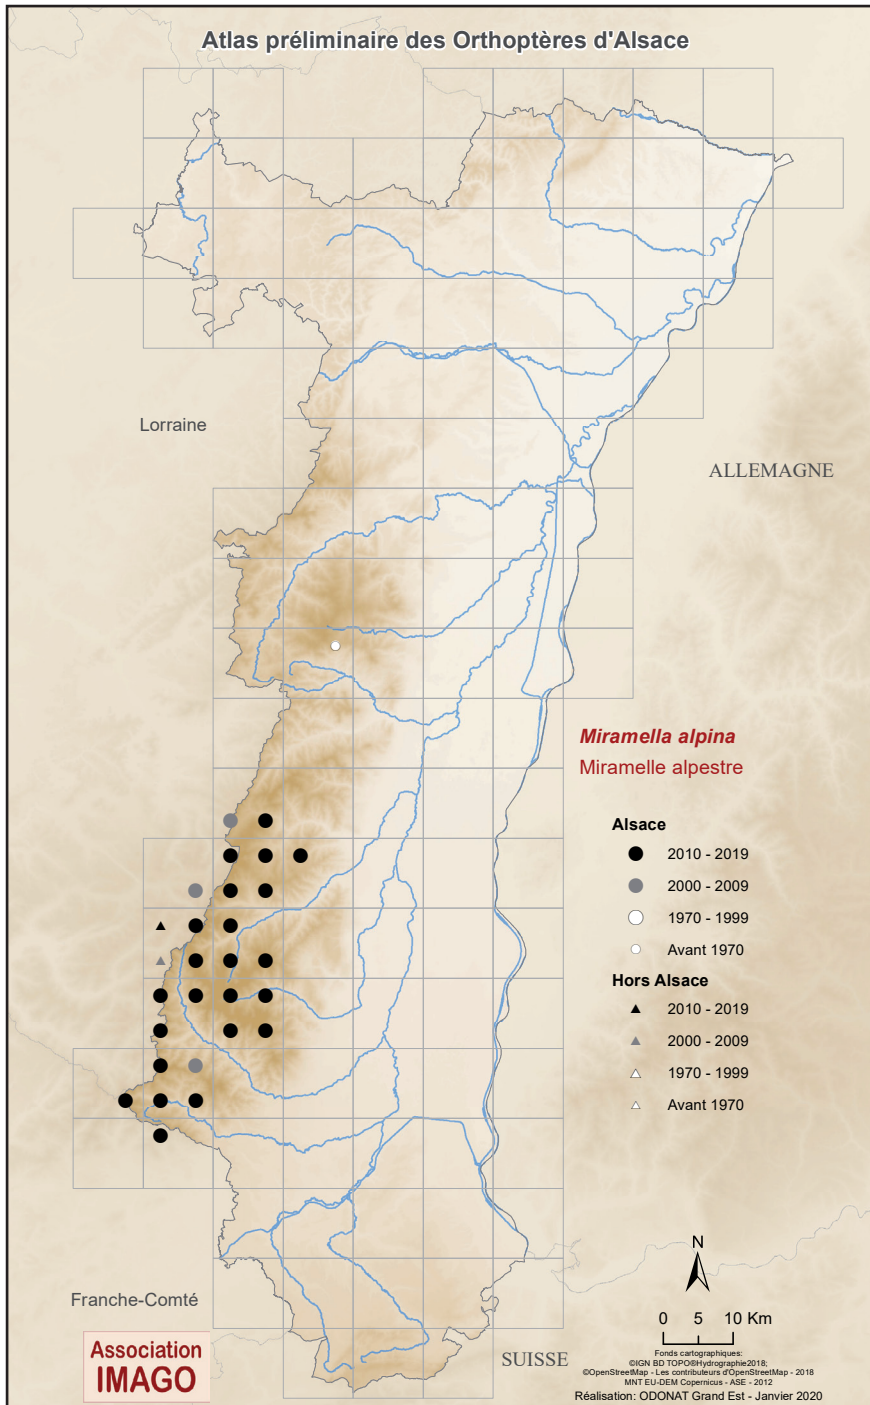 Atlas préliminaire des Orthoptères d'Alsace
Lorraine
ALLEMAGNE
Miramella alpina
Miramelle alpestre
Alsace
2010 - 2019
2000 - 2009
1970 - 1999
Avant 1970
Hors Alsace
2010 - 2019
2000 - 2009
1970 - 1999
Avant 1970
N
Franche-Comté
0 5 10 Km
Association
IMAGO
SUISSE
Fonds cartographiques:
©IGN BD TOPO®Hydrographie2018;
©OpenStreetMap - Les contributeurs d'OpenStreetMap - 2018
MNT EU-DEM Copernicus - ASE - 2012
Réalisation: ODONAT Grand Est - Janvier 2020